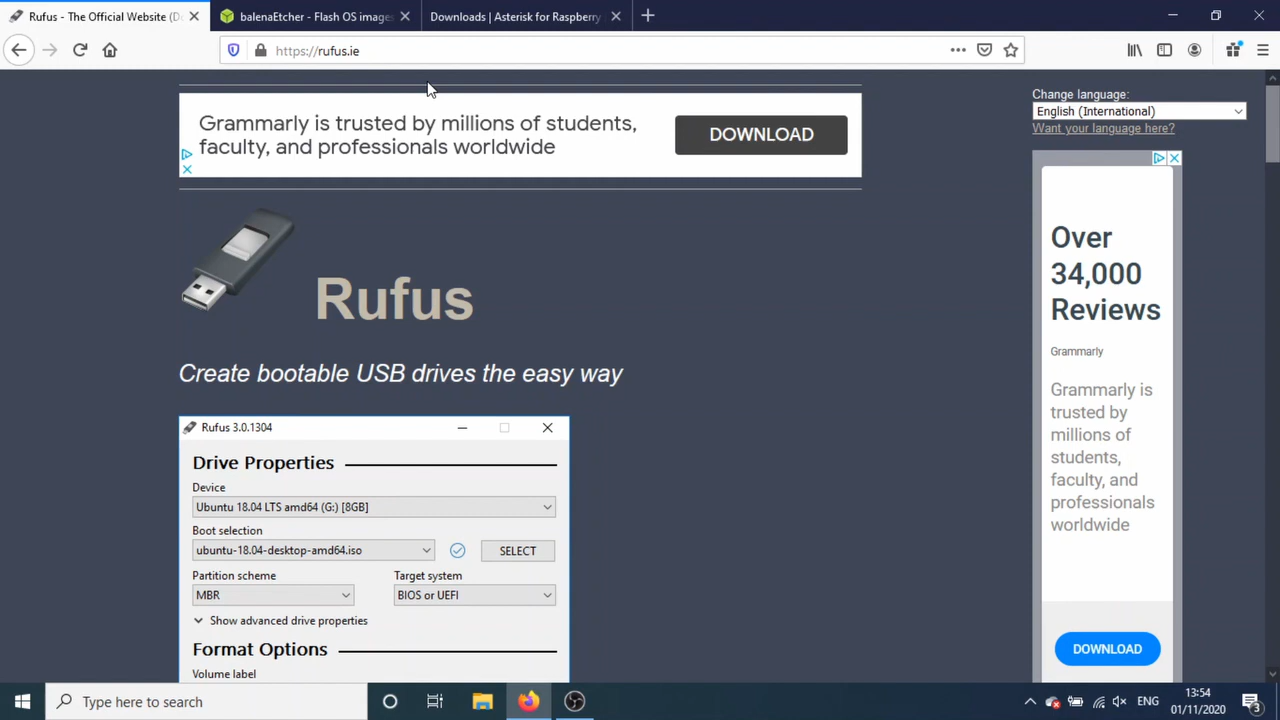 Rufus - The Official Website (Do
balenaEtcher - Flash OS images
Downloads | Asterisk for Raspberry
https://rufus.ie
Grammarly is trusted by millions of students,
faculty, and professionals worldwide
DOWNLOAD
Change language:
English (International)
Want your language here?
Rufus
Create bootable USB drives the easy way
Rufus 3.0.1304
Drive Properties
Device
Ubuntu 18.04 LTS amd64 (G:) [8GB]
Boot selection
ubuntu-18.04-desktop-amd64.iso
SELECT
Partition scheme
Target system
MBR
BIOS or UEFI
Show advanced drive properties
Format Options
Volume label
Over
34,000
Reviews
Grammarly
Grammarly is
trusted by
millions of
students,
faculty, and
professionals
worldwide
DOWNLOAD
Type here to search
ENG
13:54
01/11/2020
3